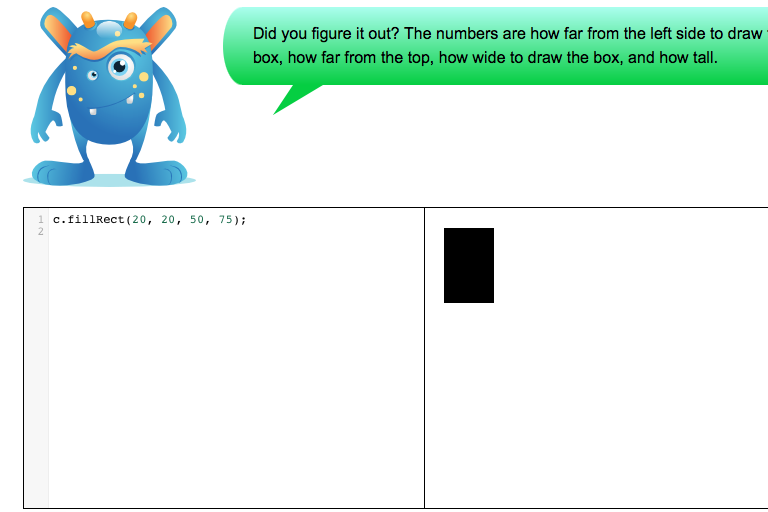 Did you figure it out? The numbers are how far from the left side to draw
box, how far from the top, how wide to draw the box, and how tall.
1 c.fillRect(20, 20, 50, 75);
2